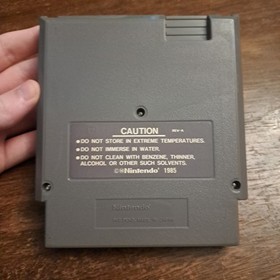 CAUTION REV-A
■DO NOT STORE IN EXTREME TEMPERATURES.
■DO NOT IMMERSE IN WATER.
■DO NOT CLEAN WITH BENZENE, THINNER,
ALCOHOL OR OTHER SUCH SOLVENTS.
©®Nintendo® 1985